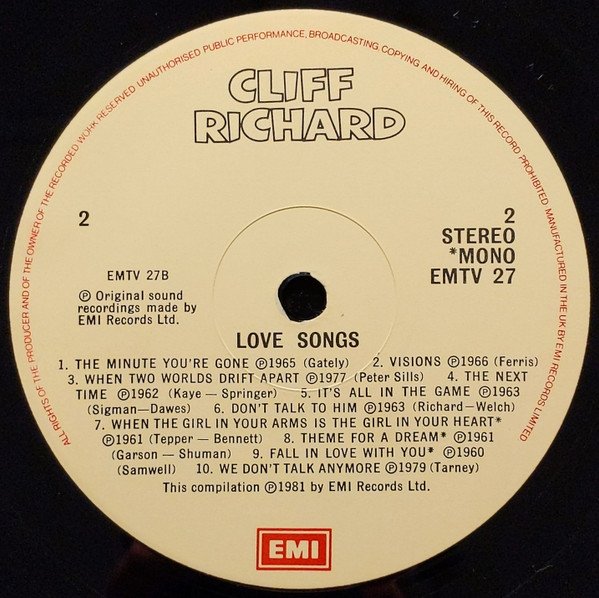 ALL RIGHTS OF THE PRODUCER AND OF THE OWNER OF THE RECORDED WORK RESERVED UNAUTHORISED PUBLIC PERFORMANCE, BROADCASTING, COPYING AND HIRING OF THIS RECORD PROHIBITED. MANUFACTURED IN THE UK BY EMI RECORDS LIMITED
CLIFF
RICHARD
2
2
STEREO
*MONO
EMTV 27
EMTV 27B
℗ Original sound
recordings made by
EMI Records Ltd.
LOVE SONGS
1. THE MINUTE YOU'RE GONE ℗1965 (Gately) 2. VISIONS ℗1966 (Ferris)
3. WHEN TWO WORLDS DRIFT APART ℗1977 (Peter Sills) 4. THE NEXT
TIME ℗1962 (Kaye – Springer) 5. IT'S ALL IN THE GAME ℗1963
(Sigman—Dawes) 6. DON'T TALK TO HIM ℗1963 (Richard—Welch)
7. WHEN THE GIRL IN YOUR ARMS IS THE GIRL IN YOUR HEART*
℗1961 (Tepper – Bennett) 8. THEME FOR A DREAM* ℗1961
(Garson – Shuman) 9. FALL IN LOVE WITH YOU* ℗1960
(Samwell) 10. WE DON'T TALK ANYMORE ℗1979 (Tarney)
This compilation ℗1981 by EMI Records Ltd.
EMI